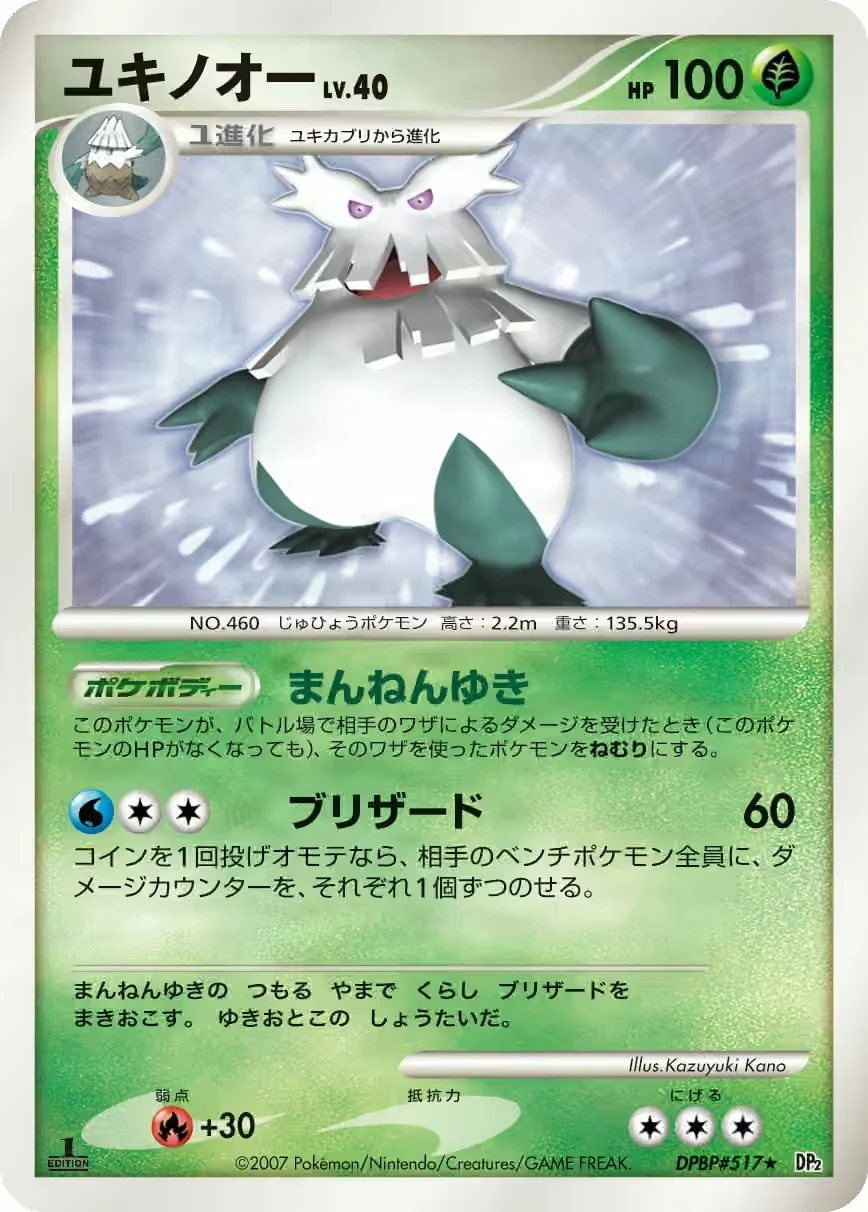 ユキノオー LV.40 HP 100
1進化 ユキカブリから進化
NO.460 じゅひょうポケモン 高さ：2.2m 重さ：135.5kg
ポケボディー まんねんゆき
このポケモンが、バトル場で相手のワザによるダメージを受けたとき（このポケ
モンのHPがなくなっても）、そのワザを使ったポケモンをねむりにする。
ブリザード 60
コインを1回投げオモテなら、相手のベンチポケモン全員に、ダ
メージカウンターを、それぞれ1個ずつのせる。
まんねんゆきの つもる やまで くらし ブリザードを
まきおこす。 ゆきおとこの しょうたいだ。
Illus.Kazuyuki Kano
弱点 抵抗力 にげる
+30
1 EDITION ©2007 Pokémon/Nintendo/Creatures/GAME FREAK. DPBP#517★ DP2